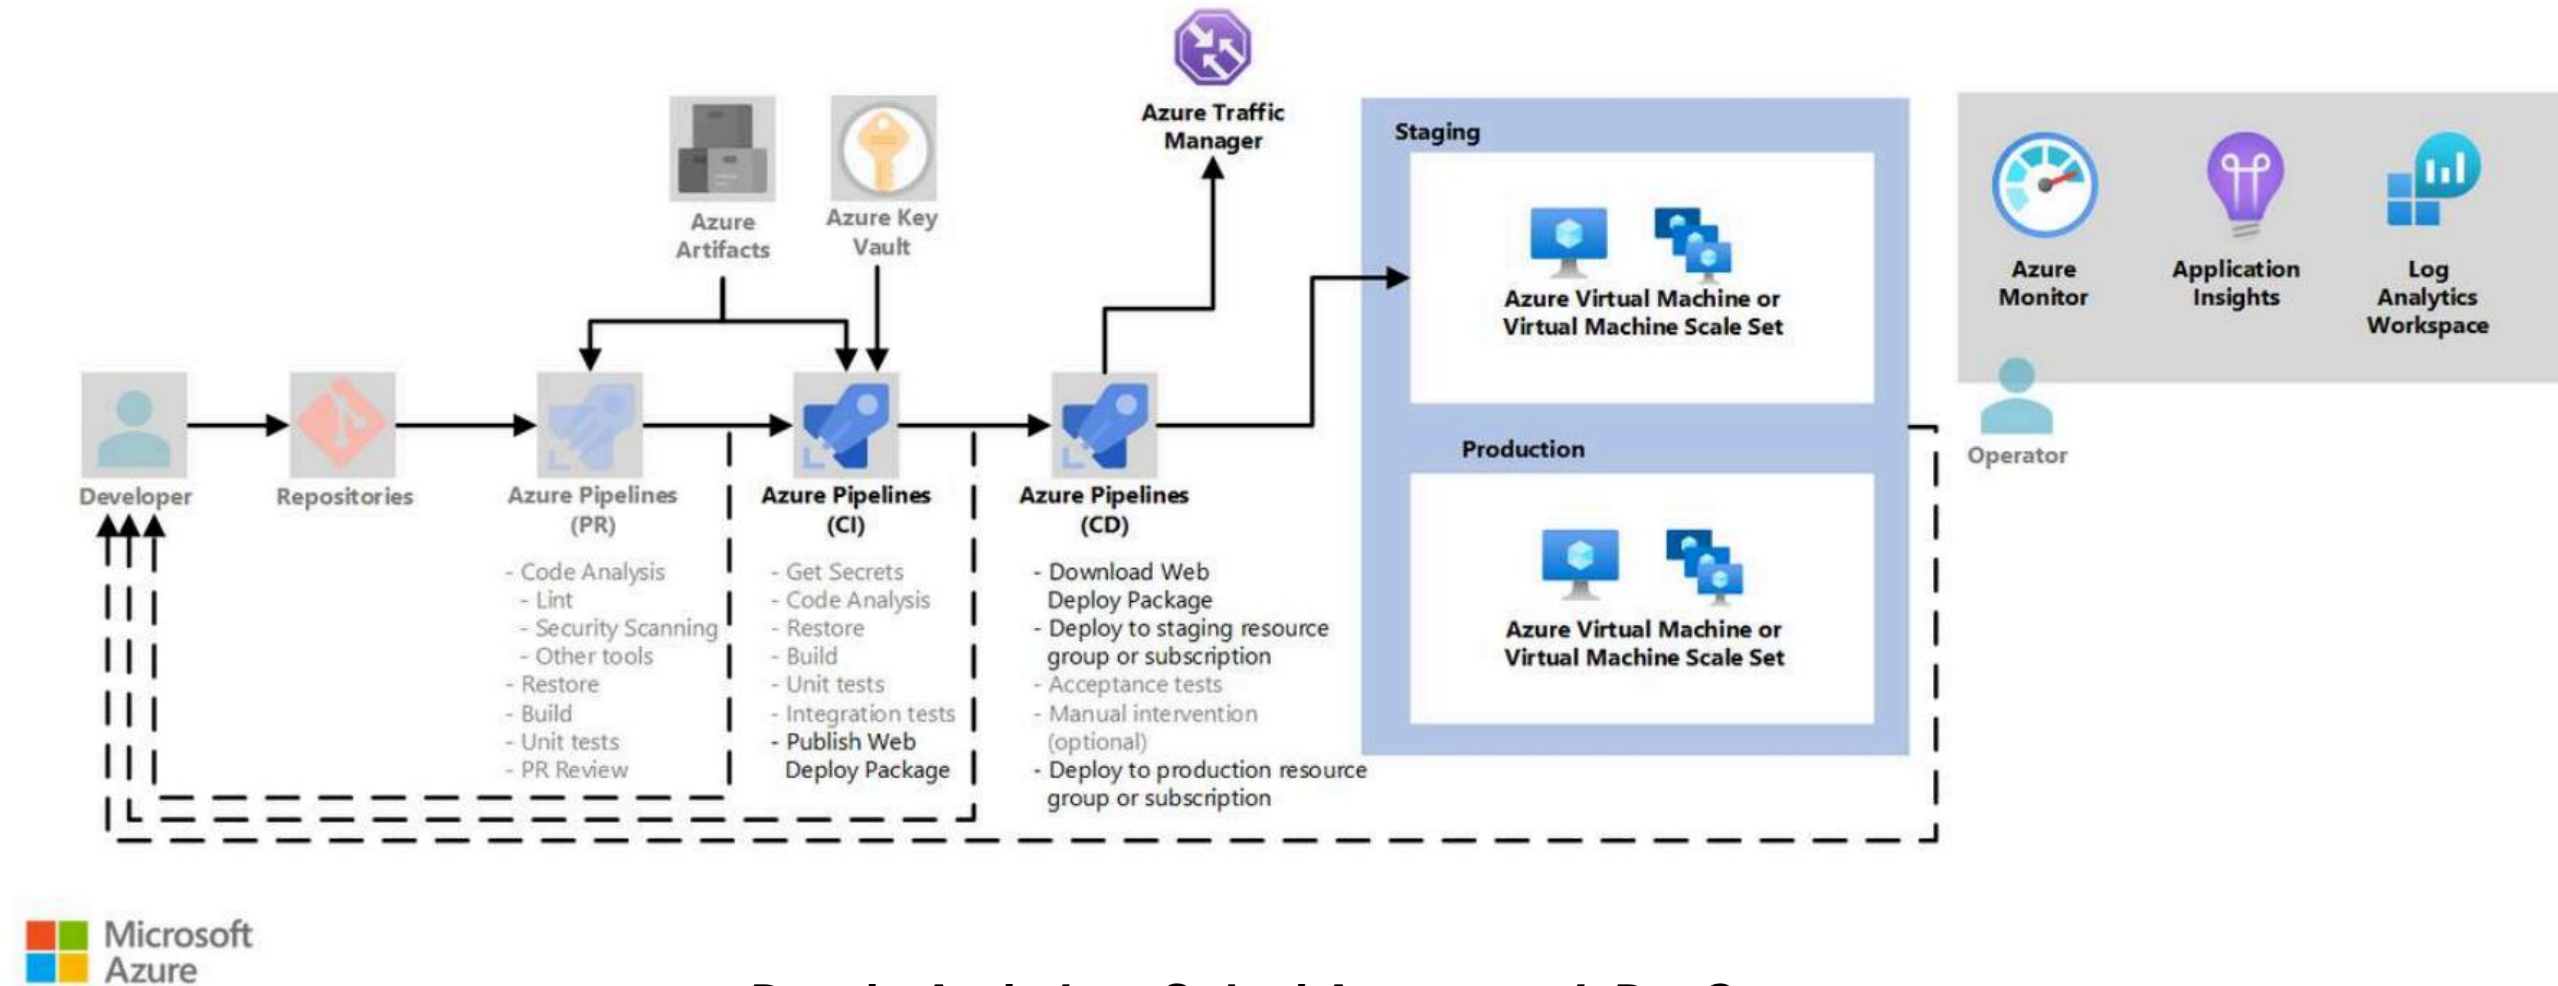 Azure Traffic
Manager
Azure
Artifacts
Azure Key
Vault
Staging
Azure Virtual Machine or
Virtual Machine Scale Set
Production
Azure Virtual Machine or
Virtual Machine Scale Set
Azure
Monitor
Application
Insights
Log
Analytics
Workspace
Operator
Developer
Repositories
Azure Pipelines
(PR)
- Code Analysis
- Lint
- Security Scanning
- Other tools
- Restore
- Build
- Unit tests
- PR Review
Azure Pipelines
(CI)
- Get Secrets
- Code Analysis
- Restore
- Build
- Unit tests
- Integration tests
- Publish Web
Deploy Package
Azure Pipelines
(CD)
- Download Web
Deploy Package
- Deploy to staging resource
group or subscription
- Acceptance tests
- Manual intervention
(optional)
- Deploy to production resource
group or subscription
Microsoft
Azure